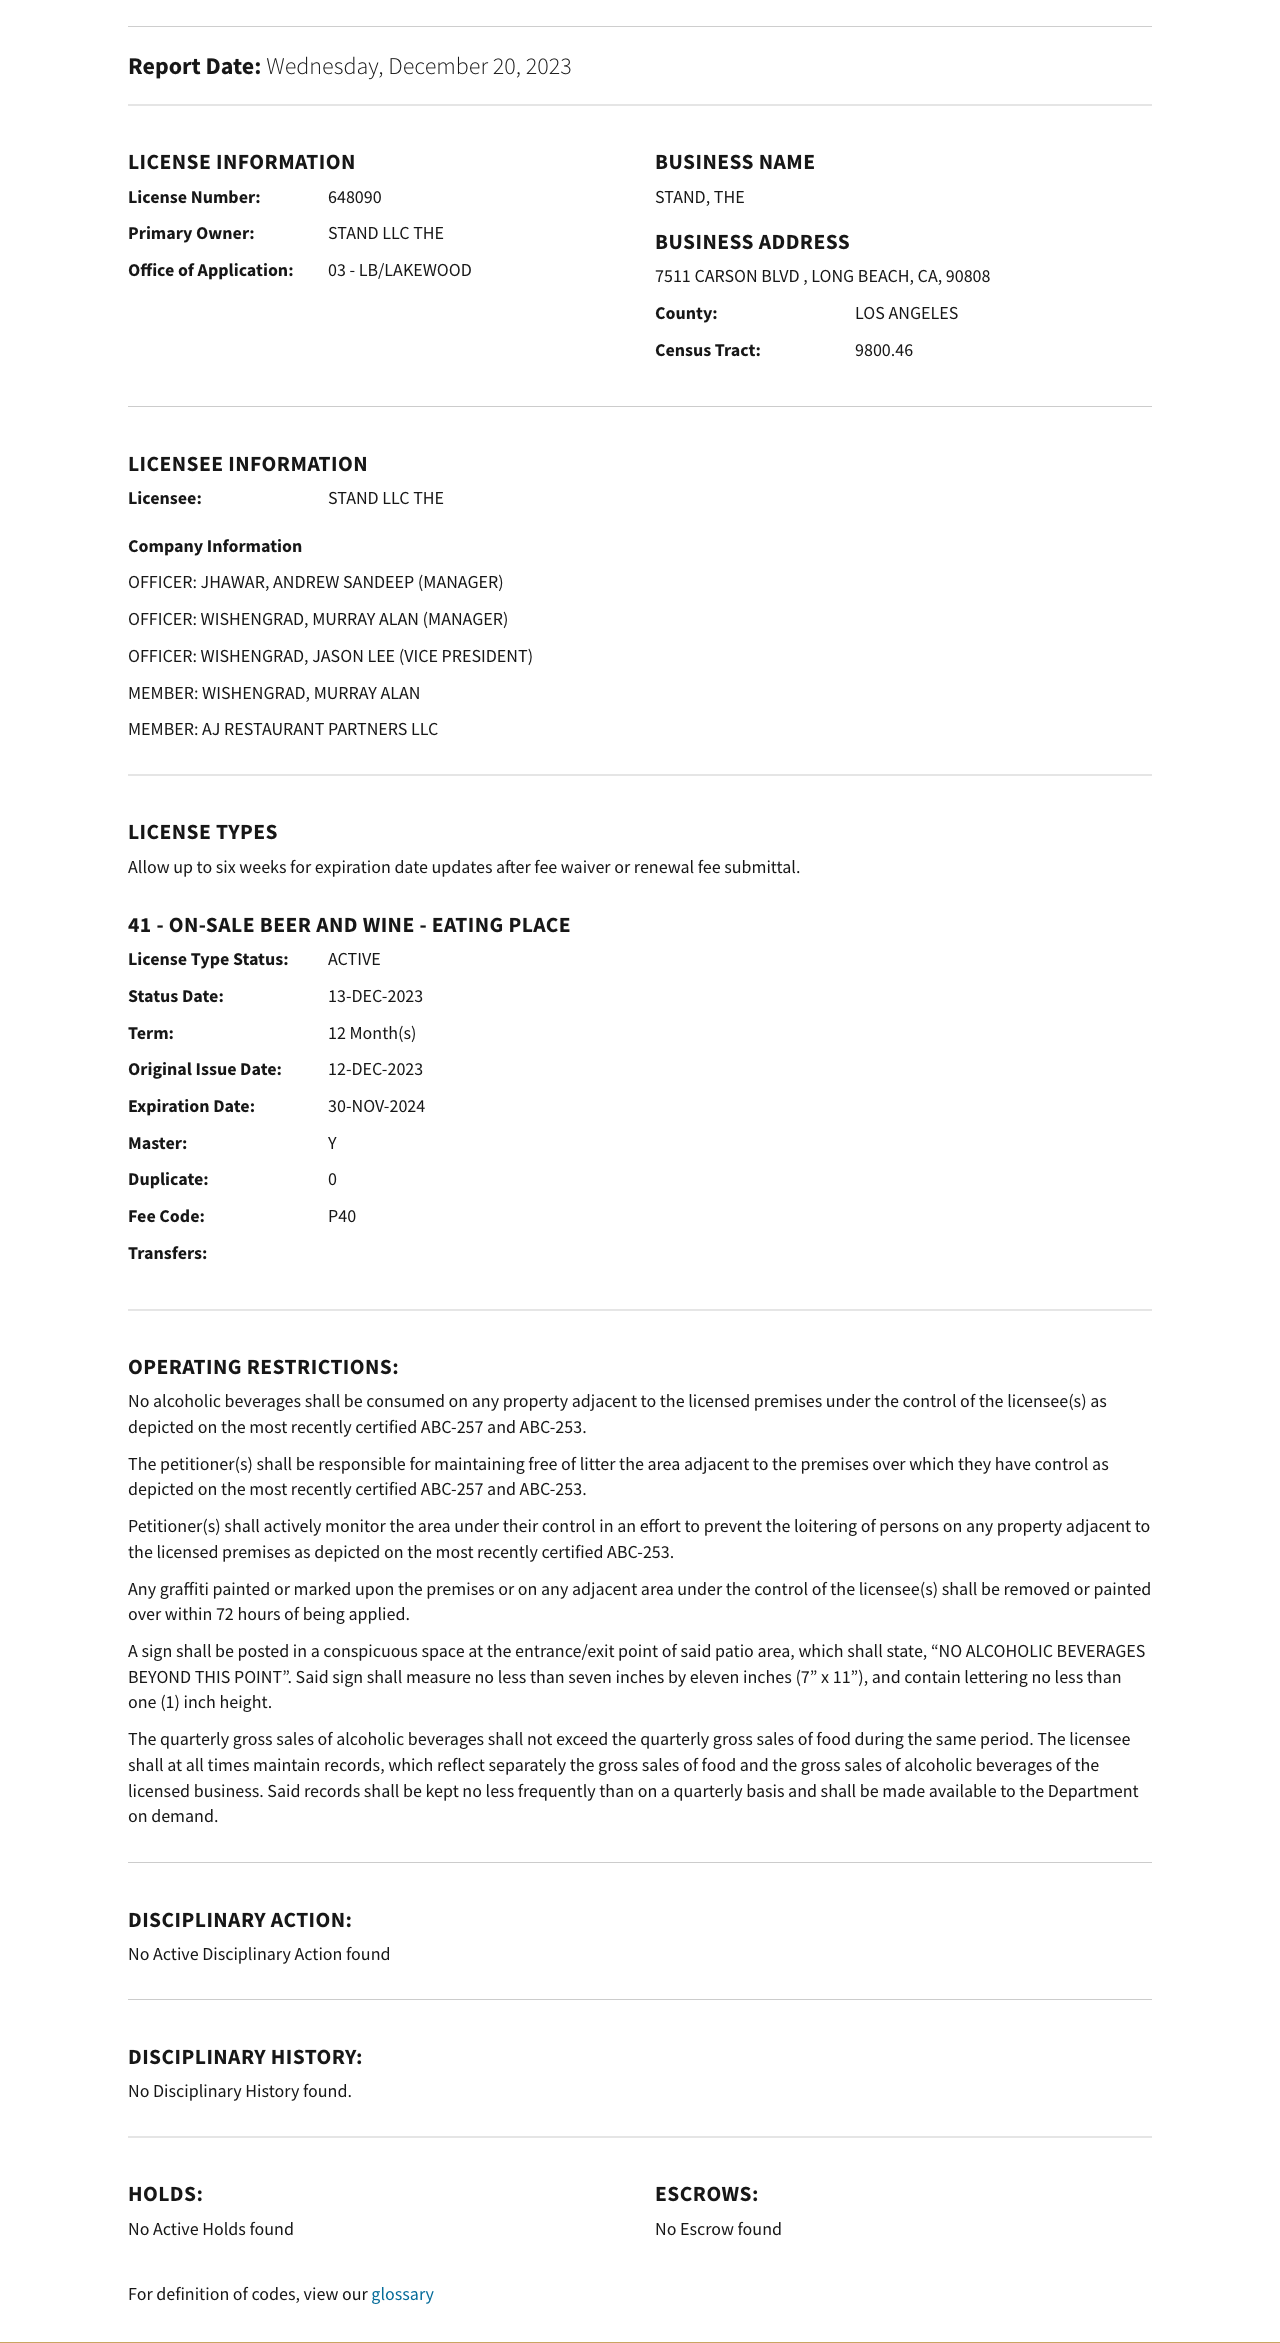 Report Date: Wednesday, December 20, 2023
LICENSE INFORMATION
License Number: 648090
Primary Owner: STAND LLC THE
Office of Application: 03 - LB/LAKEWOOD
BUSINESS NAME
STAND, THE
BUSINESS ADDRESS
7511 CARSON BLVD , LONG BEACH, CA, 90808
County: LOS ANGELES
Census Tract: 9800.46
LICENSEE INFORMATION
Licensee: STAND LLC THE
Company Information
OFFICER: JHAWAR, ANDREW SANDEEP (MANAGER)
OFFICER: WISHENGRAD, MURRAY ALAN (MANAGER)
OFFICER: WISHENGRAD, JASON LEE (VICE PRESIDENT)
MEMBER: WISHENGRAD, MURRAY ALAN
MEMBER: AJ RESTAURANT PARTNERS LLC
LICENSE TYPES
Allow up to six weeks for expiration date updates after fee waiver or renewal fee submittal.
41 - ON-SALE BEER AND WINE - EATING PLACE
License Type Status: ACTIVE
Status Date: 13-DEC-2023
Term: 12 Month(s)
Original Issue Date: 12-DEC-2023
Expiration Date: 30-NOV-2024
Master: Y
Duplicate: 0
Fee Code: P40
Transfers:
OPERATING RESTRICTIONS:
No alcoholic beverages shall be consumed on any property adjacent to the licensed premises under the control of the licensee(s) as
depicted on the most recently certified ABC-257 and ABC-253.
The petitioner(s) shall be responsible for maintaining free of litter the area adjacent to the premises over which they have control as
depicted on the most recently certified ABC-257 and ABC-253.
Petitioner(s) shall actively monitor the area under their control in an effort to prevent the loitering of persons on any property adjacent to
the licensed premises as depicted on the most recently certified ABC-253.
Any graffiti painted or marked upon the premises or on any adjacent area under the control of the licensee(s) shall be removed or painted
over within 72 hours of being applied.
A sign shall be posted in a conspicuous space at the entrance/exit point of said patio area, which shall state, “NO ALCOHOLIC BEVERAGES
BEYOND THIS POINT”. Said sign shall measure no less than seven inches by eleven inches (7” x 11”), and contain lettering no less than
one (1) inch height.
The quarterly gross sales of alcoholic beverages shall not exceed the quarterly gross sales of food during the same period. The licensee
shall at all times maintain records, which reflect separately the gross sales of food and the gross sales of alcoholic beverages of the
licensed business. Said records shall be kept no less frequently than on a quarterly basis and shall be made available to the Department
on demand.
DISCIPLINARY ACTION:
No Active Disciplinary Action found
DISCIPLINARY HISTORY:
No Disciplinary History found.
HOLDS:
No Active Holds found
ESCROWS:
No Escrow found
For definition of codes, view our glossary